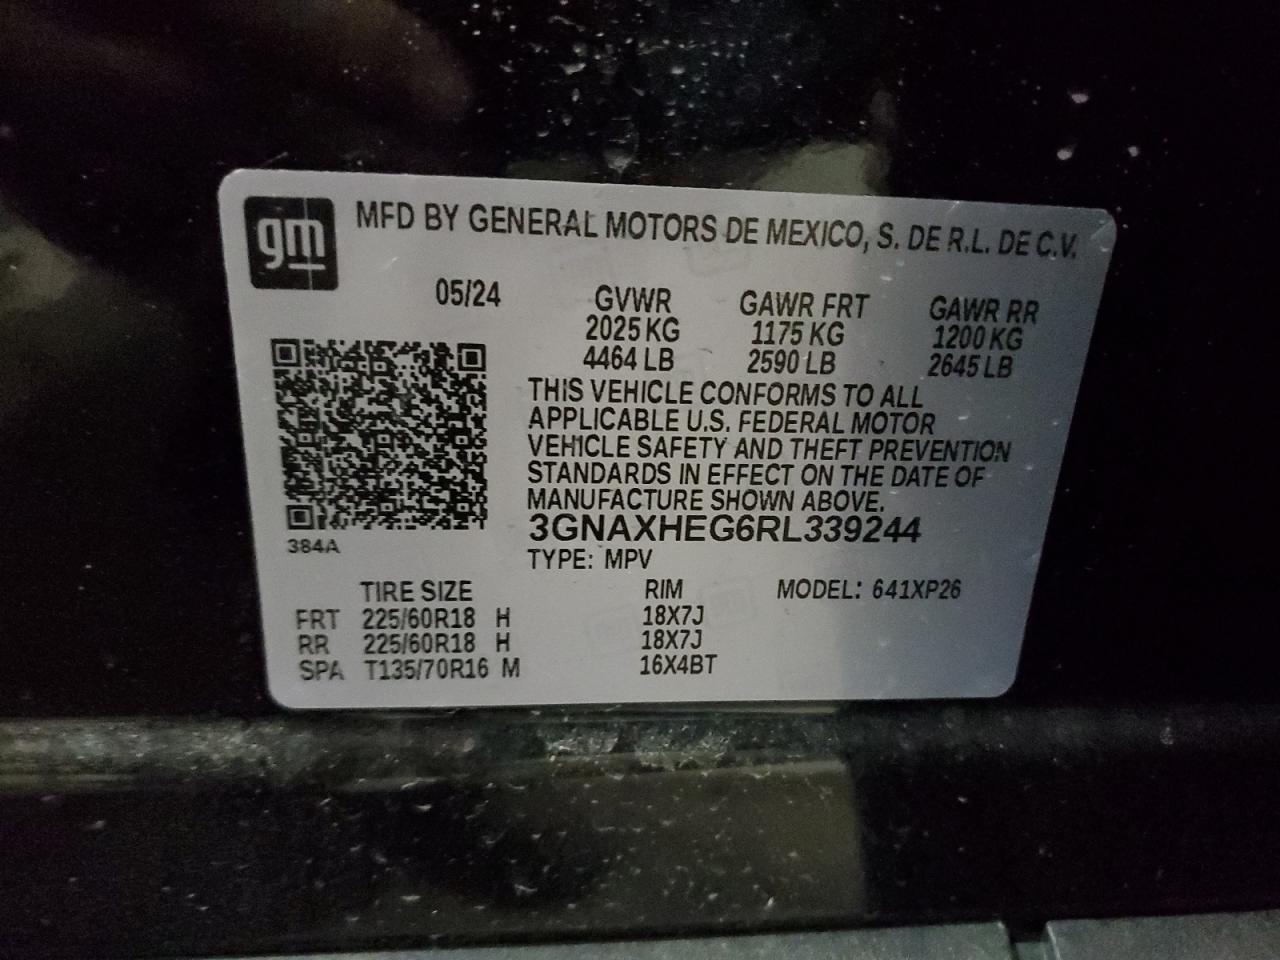 gm
MFD BY GENERAL MOTORS DE MEXICO, S. DE R.L. DE C.V.
05/24 GVWR GAWR FRT GAWR RR
2025 KG 1175 KG 1200 KG
4464 LB 2590 LB 2645 LB
THIS VEHICLE CONFORMS TO ALL
APPLICABLE U.S. FEDERAL MOTOR
VEHICLE SAFETY AND THEFT PREVENTION
STANDARDS IN EFFECT ON THE DATE OF
MANUFACTURE SHOWN ABOVE.
3GNAXHEG6RL339244
384A
TYPE: MPV
TIRE SIZE RIM MODEL: 641XP26
FRT 225/60R18 H 18X7J
RR 225/60R18 H 18X7J
SPA T135/70R16 M 16X4BT